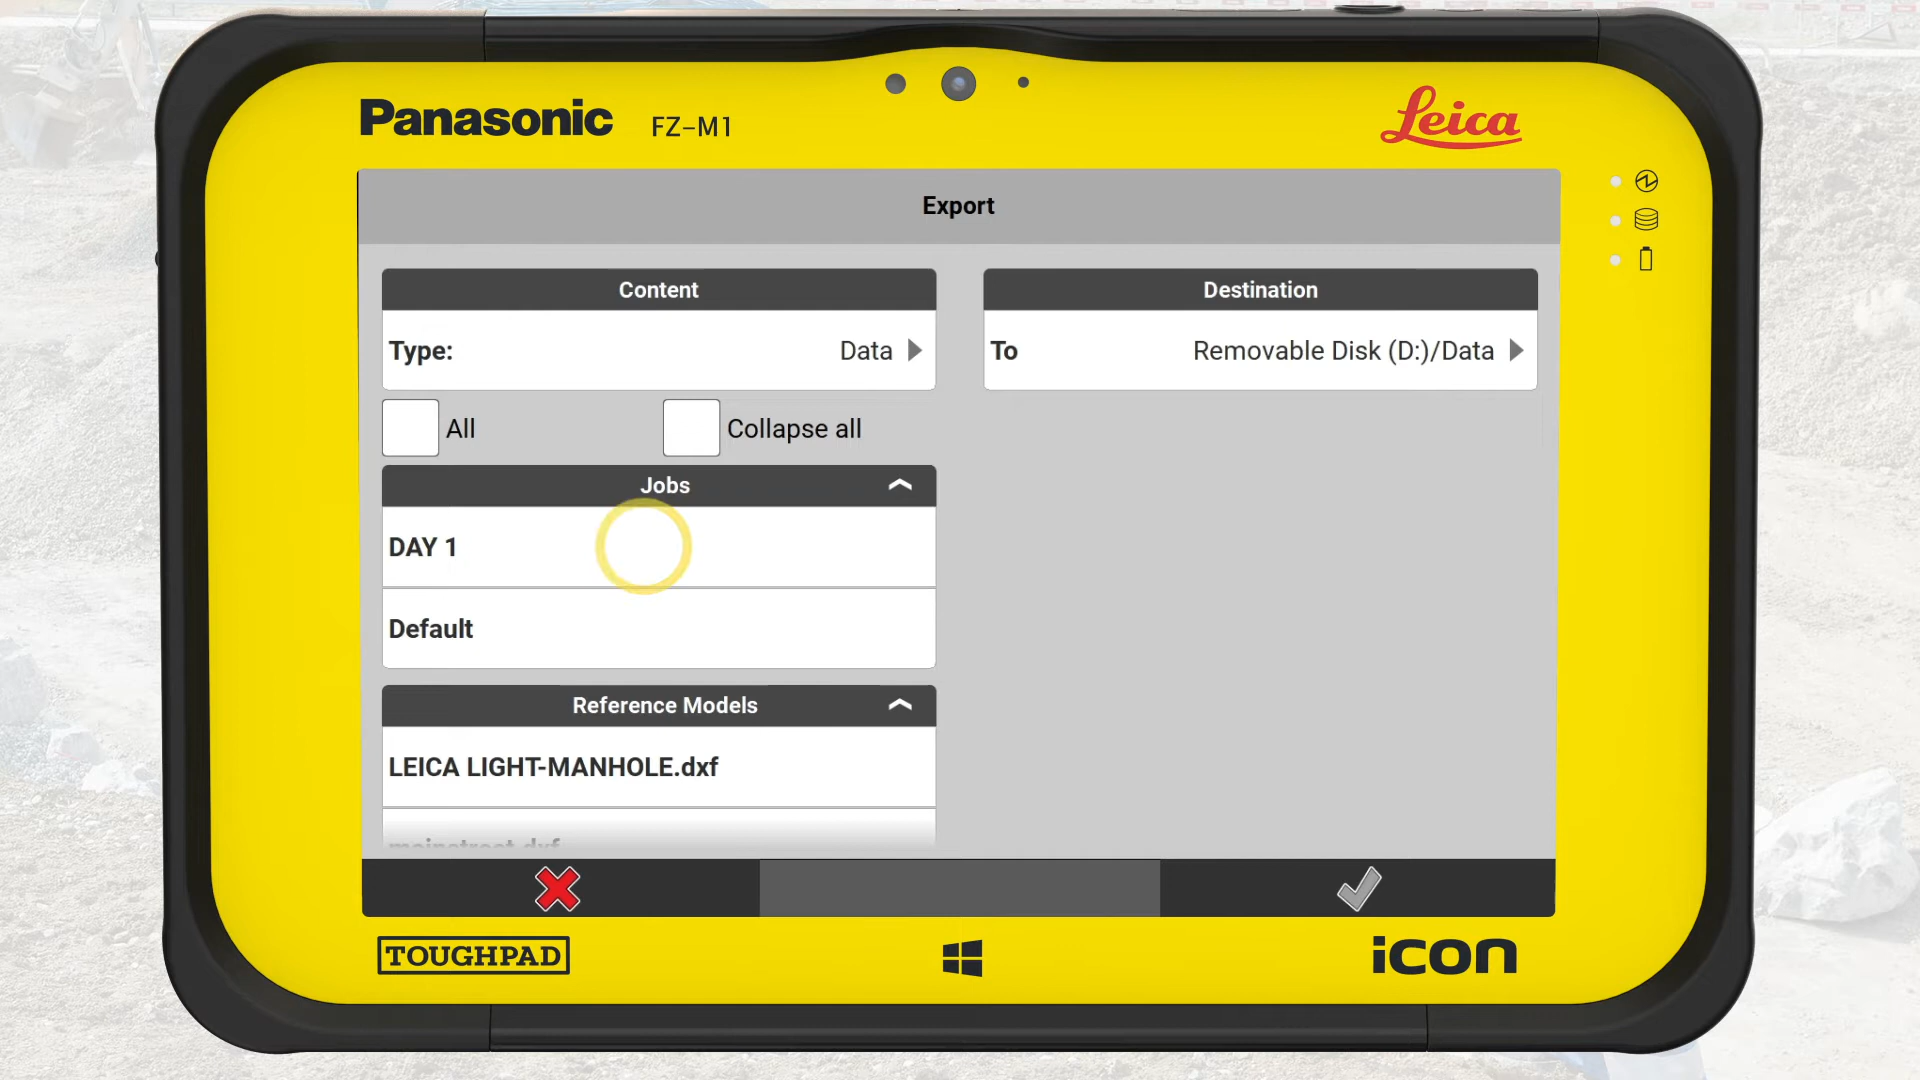 Panasonic FZ-M1
Leica
Export
Content
Destination
Type: Data
To Removable Disk (D:)/Data
All Collapse all
Jobs
DAY 1
Default
Reference Models
LEICA LIGHT-MANHOLE.dxf
TOUGHPAD
icon